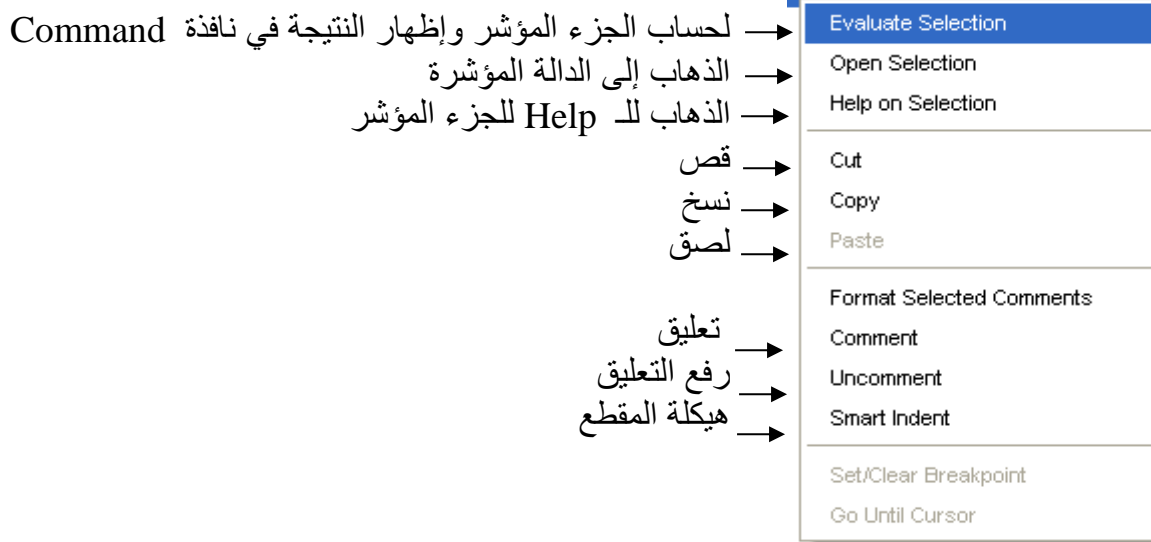 لحساب الجزء المؤشر وإظهار النتيجة في نافذة Command
Evaluate Selection
الذهاب إلى الدالة المؤشرة
Open Selection
الذهاب للـ Help للجزء المؤشر
Help on Selection
قص
Cut
نسخ
Copy
لصق
Paste
Format Selected Comments
تعليق
Comment
رفع التعليق
Uncomment
هيكلة المقطع
Smart Indent
Set/Clear Breakpoint
Go Until Cursor